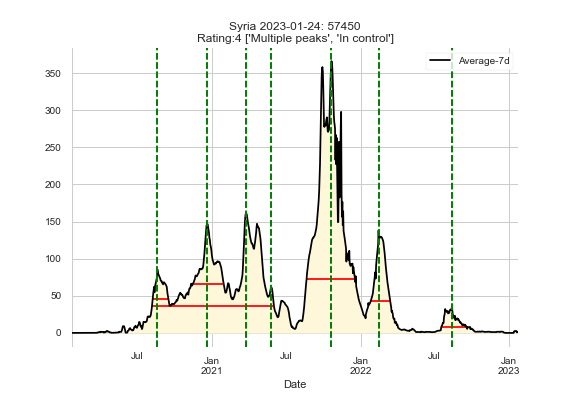 Syria 2023-01-24: 57450
Rating:4 ['Multiple peaks', 'In control']
Average-7d
350
300
250
200
150
100
50
0
Jul
Jan
2021
Jul
Jan
2022
Jul
Jan
2023
Date